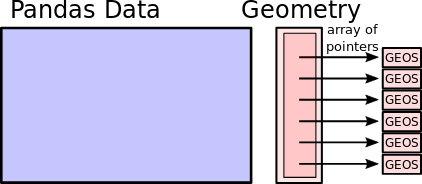 Pandas Data
Geometry
array of
pointers
GEOS
GEOS
GEOS
GEOS
GEOS
GEOS